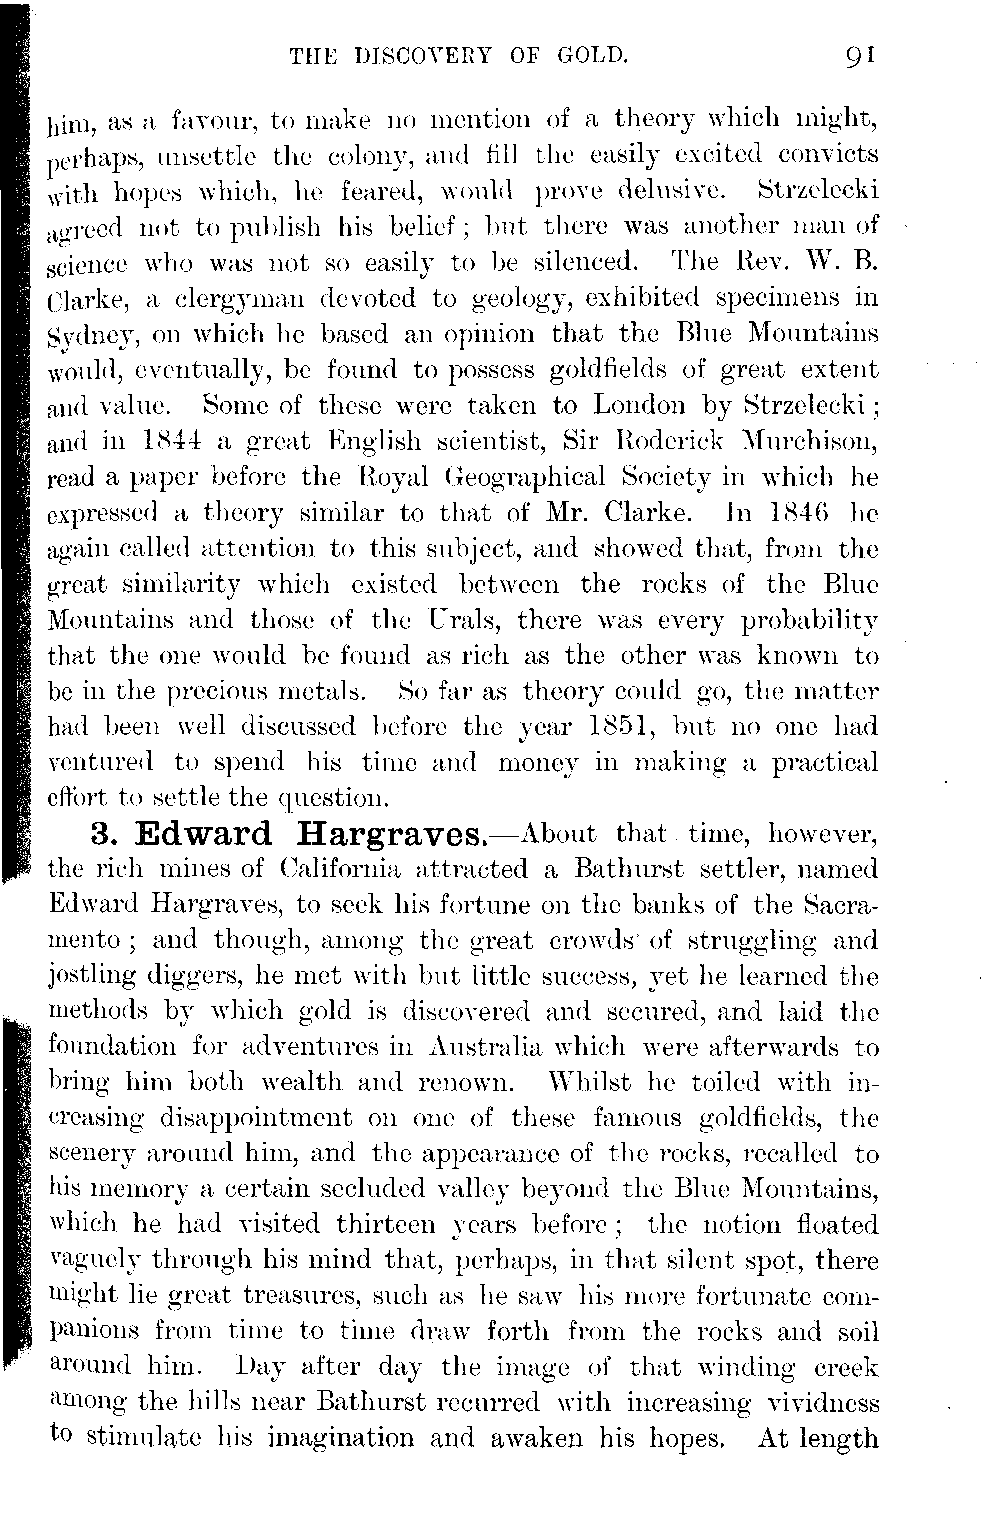 THE DISCOVERY OF GOLD. 91
him, as a favour, to make no mention of a theory which might,
perhaps, unsettle the colony, and fill the easily excited convicts
with hopes which, he feared, would prove delusive. Strzelecki
agreed not to publish his belief; but there was another man of
science who was not so easily to be silenced. The Rev. W. B.
Clarke, a clergyman devoted to geology, exhibited specimens in
Sydney, on which he based an opinion that the Blue Mountains
would, eventually, be found to possess goldfields of great extent
and value. Some of these were taken to London by Strzelecki;
and in 1844 a great English scientist, Sir Roderick Murchison,
read a paper before the Royal Geographical Society in which he
expressed a theory similar to that of Mr. Clarke. In 1846 he
again called attention to this subject, and showed that, from the
great similarity which existed between the rocks of the Blue
Mountains and those of the Urals, there was every probability
that the one would be found as rich as the other was known to
be in the precious metals. So far as theory could go, the matter
had been well discussed before the year 1851, but no one had
ventured to spend his time and money in making a practical
effort to settle the question.
3. Edward Hargraves.—About that time, however,
the rich mines of California attracted a Bathurst settler, named
Edward Hargraves, to seek his fortune on the banks of the Sacra-
mento; and though, among the great crowds of struggling and
jostling diggers, he met with but little success, yet he learned the
methods by which gold is discovered and secured, and laid the
foundation for adventures in Australia which were afterwards to
bring him both wealth and renown. Whilst he toiled with in-
creasing disappointment on one of these famous goldfields, the
scenery around him, and the appearance of the rocks, recalled to
his memory a certain secluded valley beyond the Blue Mountains,
which he had visited thirteen years before; the notion floated
vaguely through his mind that, perhaps, in that silent spot, there
might lie great treasures, such as he saw his more fortunate com-
panions from time to time draw forth from the rocks and soil
around him. Day after day the image of that winding creek
among the hills near Bathurst recurred with increasing vividness
to stimulate his imagination and awaken his hopes. At length